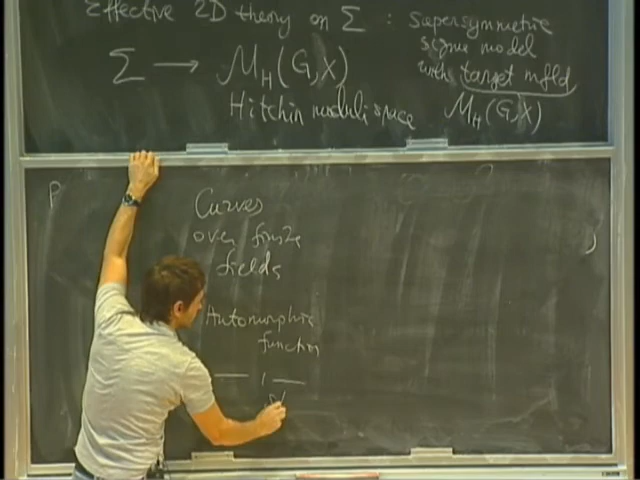 Effective 2D theory on Σ : supersymmetric
sigma model
with target mfld
M_H(G,X)
Σ → M_H(G,X)
Hitchin moduli space
Curves
over finite
fields
Automorphic
function